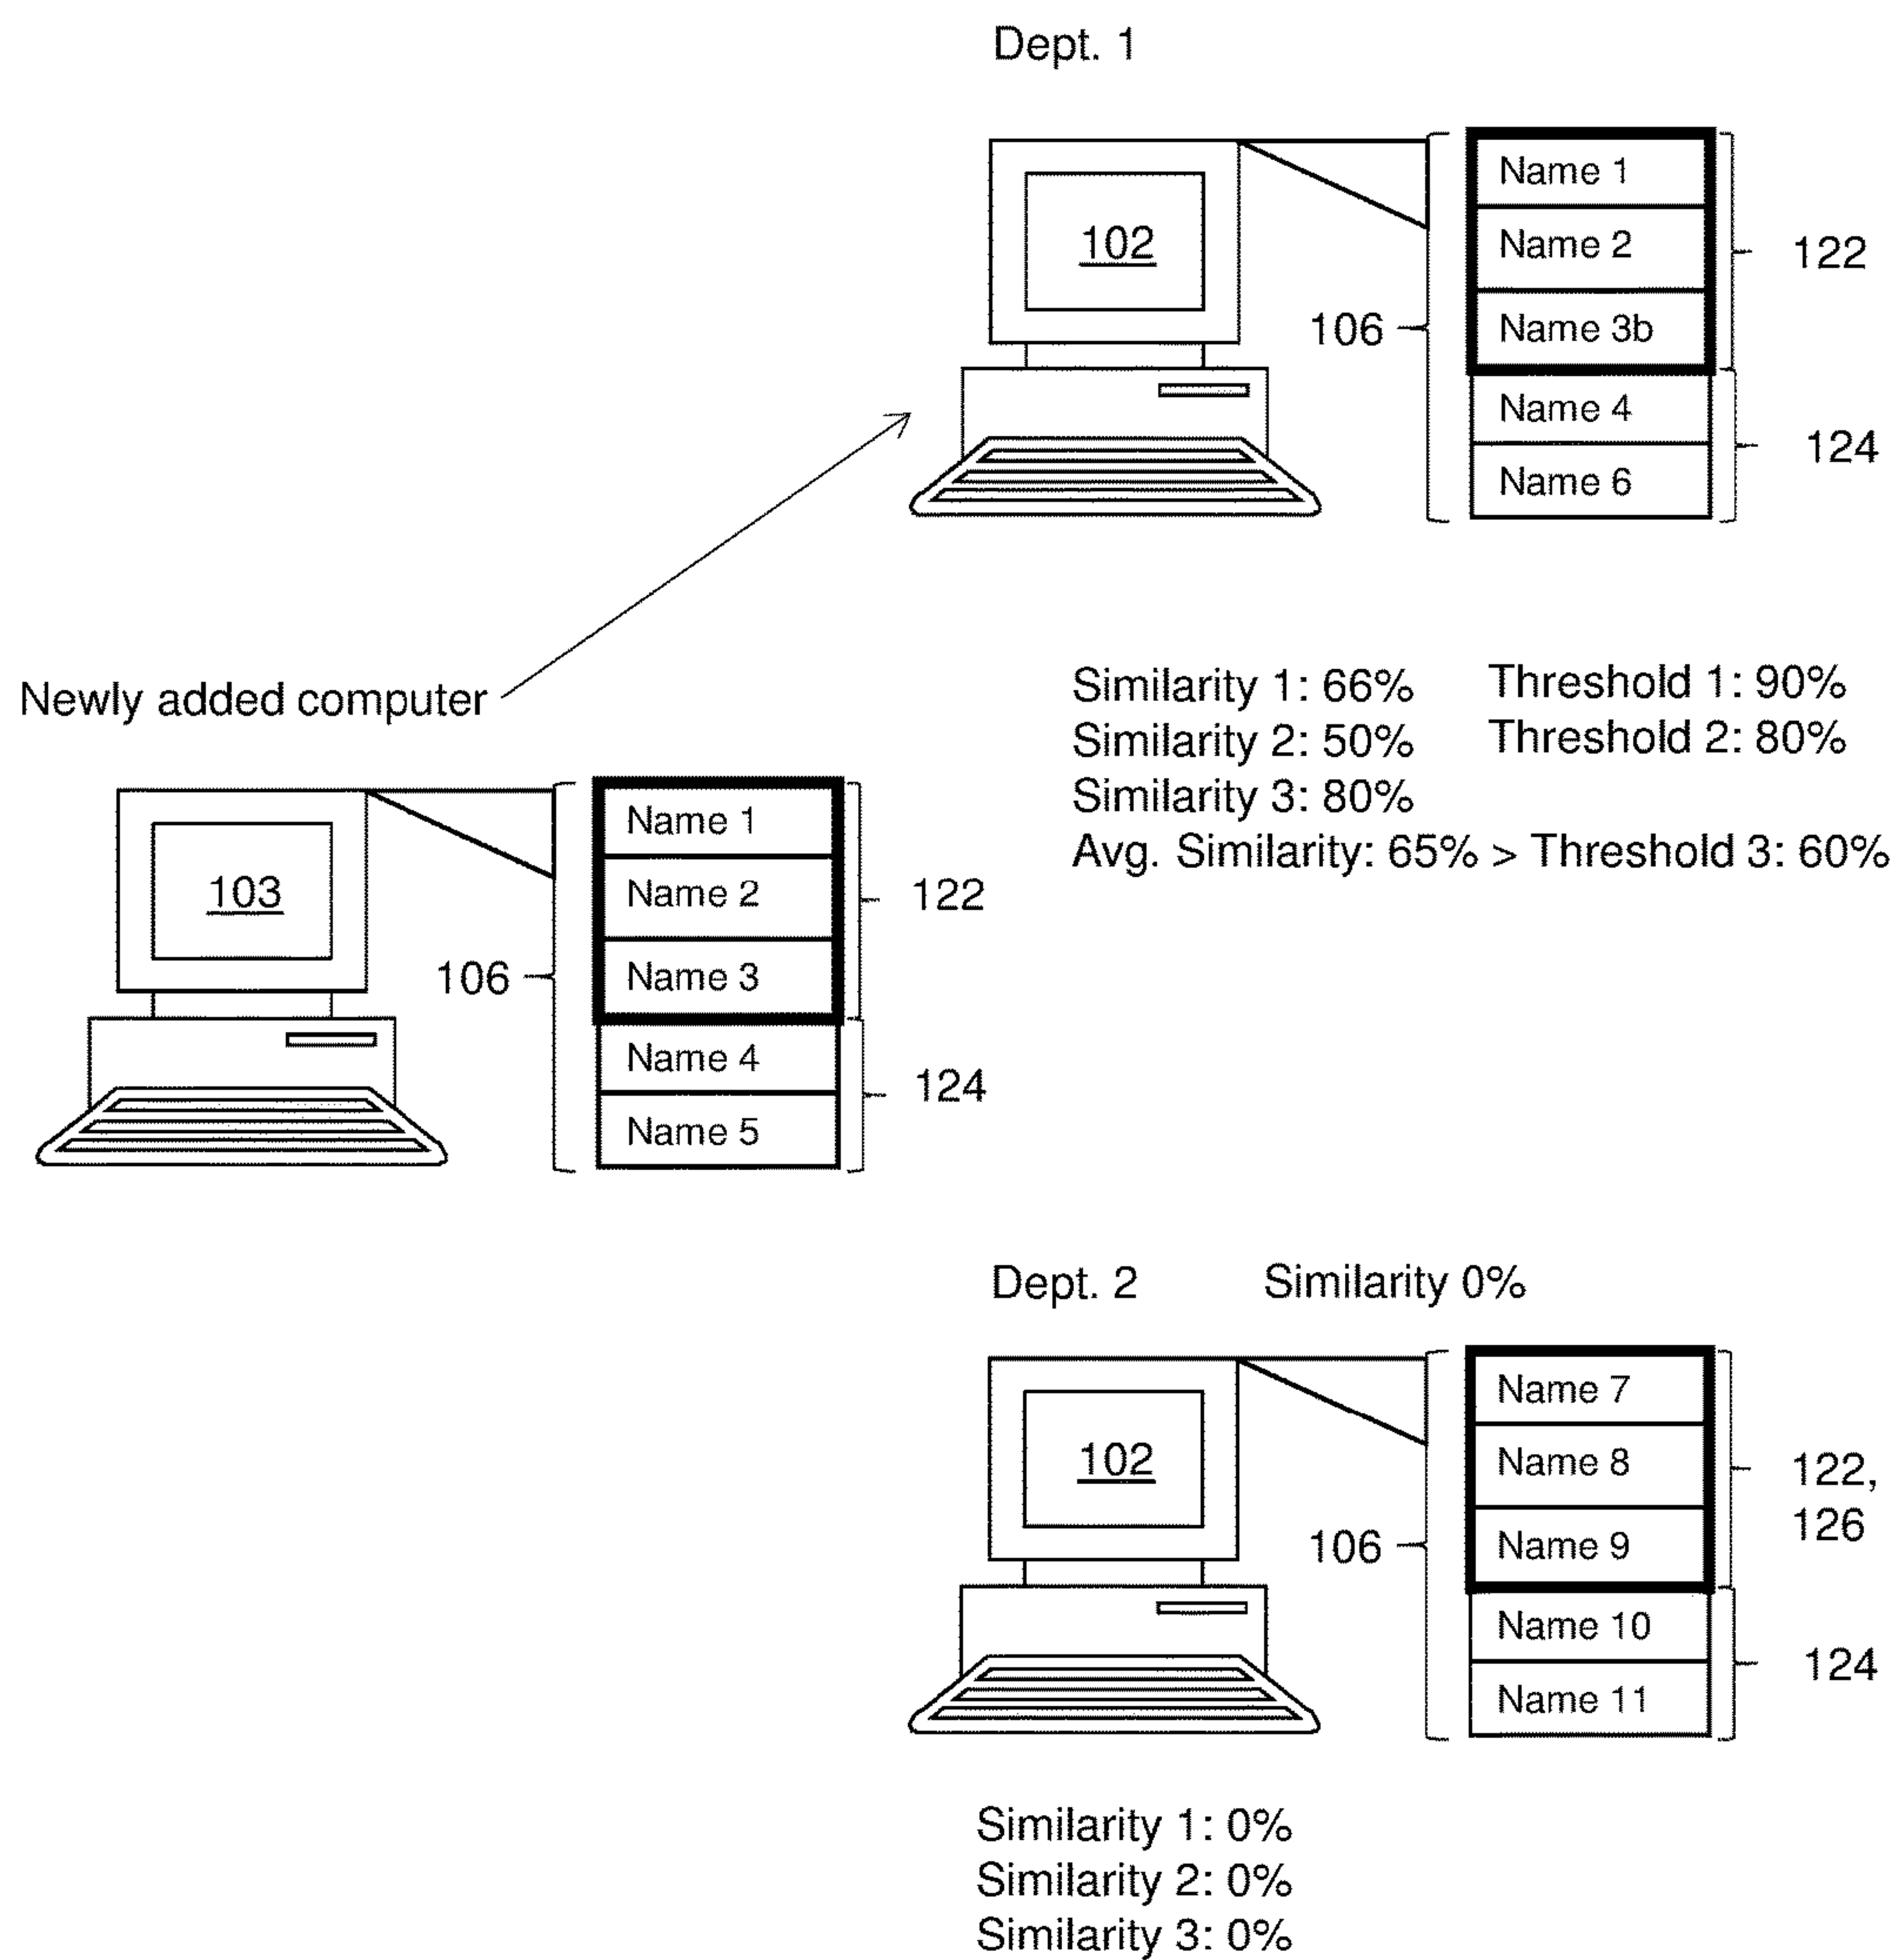 Dept. 1
102
106
Name 1
Name 2
Name 3b
Name 4
Name 6
122
124
Newly added computer
Similarity 1: 66% Threshold 1: 90%
Similarity 2: 50% Threshold 2: 80%
Similarity 3: 80%
Avg. Similarity: 65% > Threshold 3: 60%
103
106
Name 1
Name 2
Name 3
Name 4
Name 5
122
124
Dept. 2 Similarity 0%
102
106
Name 7
Name 8
Name 9
Name 10
Name 11
122,
126
124
Similarity 1: 0%
Similarity 2: 0%
Similarity 3: 0%